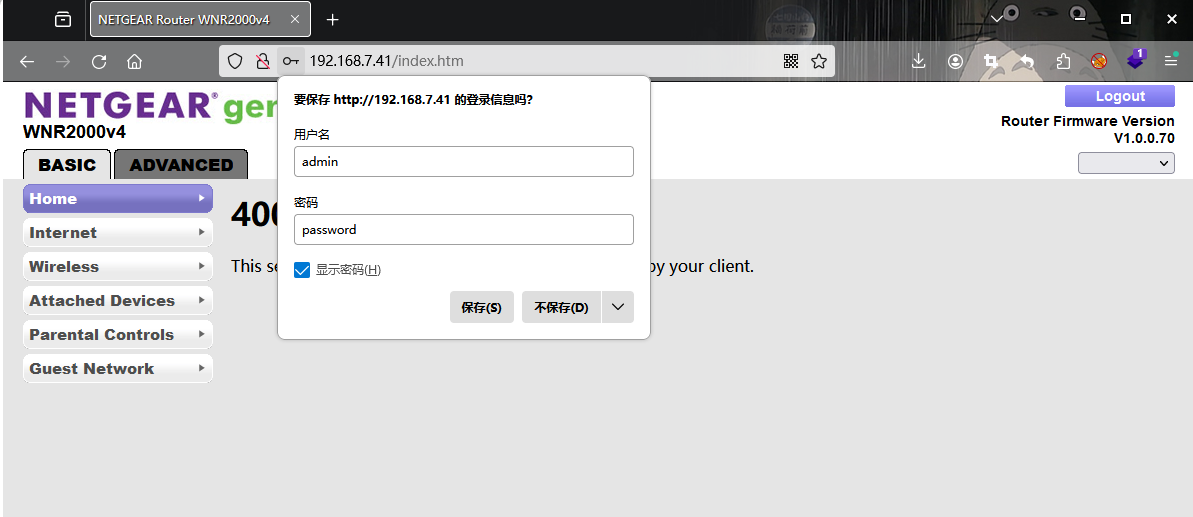 NETGEAR Router WNR2000v4
192.168.7.41/index.htm
1
NETGEAR®
WNR2000v4
Logout
Router Firmware Version
V1.0.0.70
BASIC
ADVANCED
Home
Internet
Wireless
Attached Devices
Parental Controls
Guest Network
要保存 http://192.168.7.41 的登录信息吗?
用户名
admin
密码
password
显示密码(H)
保存(S)
不保存(D)
This
by your client.